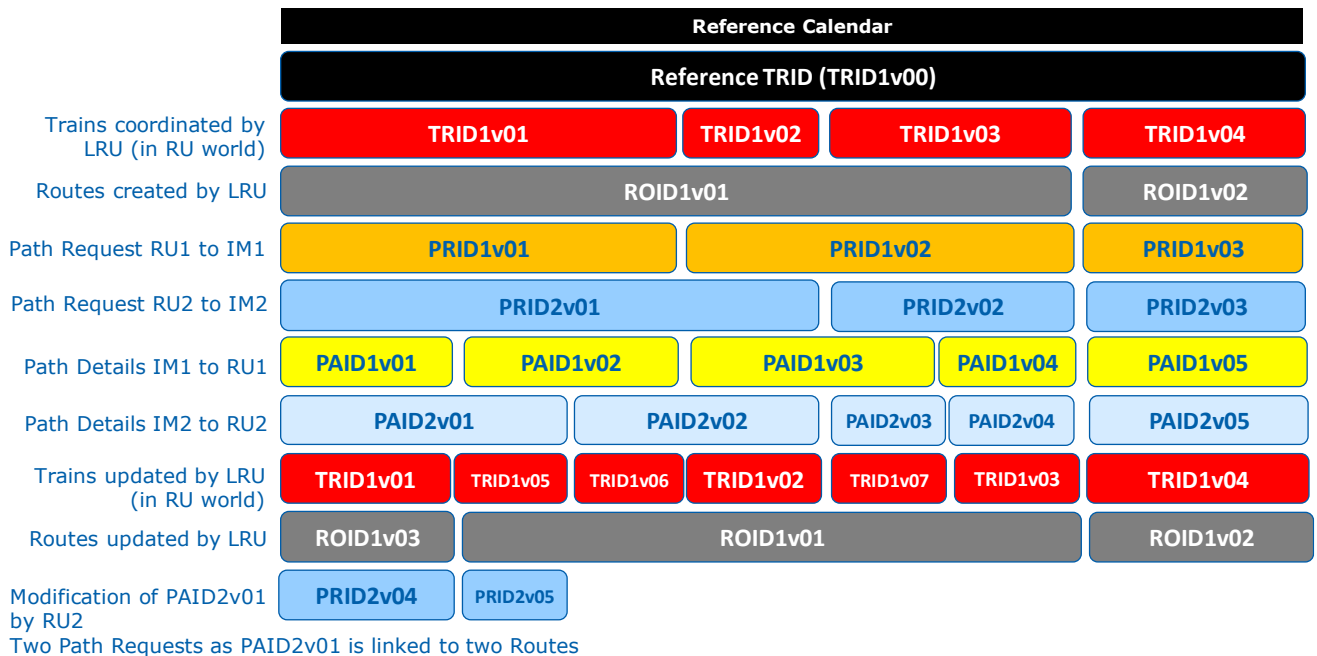 Reference Calendar
Reference TRID (TRID1v00)
Trains coordinated by
LRU (in RU world)
TRID1v01 TRID1v02 TRID1v03 TRID1v04
Routes created by LRU ROID1v01 ROID1v02
Path Request RU1 to IM1 PRID1v01 PRID1v02 PRID1v03
Path Request RU2 to IM2 PRID2v01 PRID2v02 PRID2v03
Path Details IM1 to RU1 PAID1v01 PAID1v02 PAID1v03 PAID1v04 PAID1v05
Path Details IM2 to RU2 PAID2v01 PAID2v02 PAID2v03 PAID2v04 PAID2v05
Trains updated by LRU
(in RU world)
TRID1v01 TRID1v05 TRID1v06 TRID1v02 TRID1v07 TRID1v03 TRID1v04
Routes updated by LRU ROID1v03 ROID1v01 ROID1v02
Modification of PAID2v01
by RU2
PRID2v04 PRID2v05
Two Path Requests as PAID2v01 is linked to two Routes